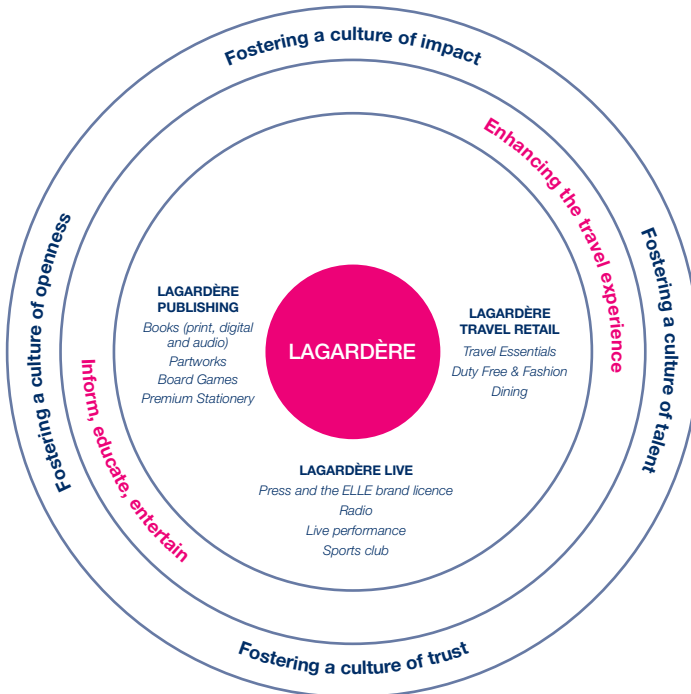 Fostering a culture of impact
Enhancing the travel experience
Fostering a culture of openness
Fostering a culture of talent
LAGARDÈRE
PUBLISHING
Books (print, digital
and audio)
Partworks
Board Games
Premium Stationery
LAGARDÈRE
LAGARDÈRE
TRAVEL RETAIL
Travel Essentials
Duty Free & Fashion
Dining
Inform, educate, entertain
LAGARDÈRE LIVE
Press and the ELLE brand licence
Radio
Live performance
Sports club
Fostering a culture of trust